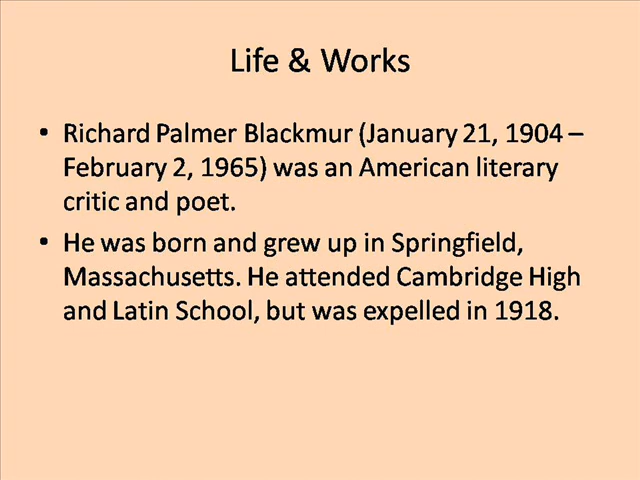 Life & Works
• Richard Palmer Blackmur (January 21, 1904 –
February 2, 1965) was an American literary
critic and poet.
• He was born and grew up in Springfield,
Massachusetts. He attended Cambridge High
and Latin School, but was expelled in 1918.